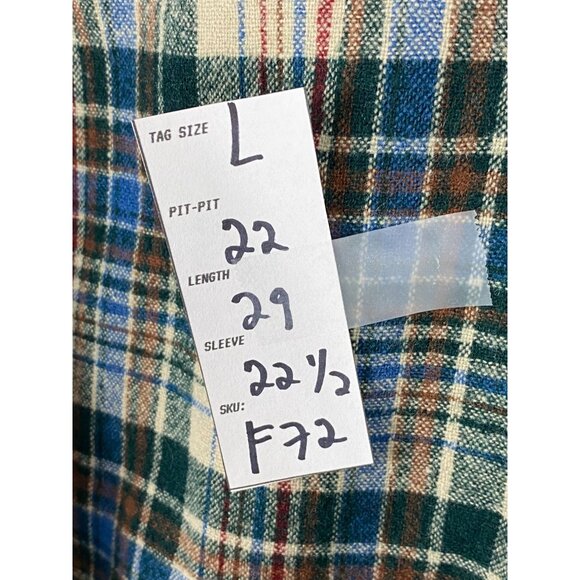 TAG SIZE L
PIT-PIT
22
LENGTH
29
SLEEVE
22 1/2
SKU:
F72